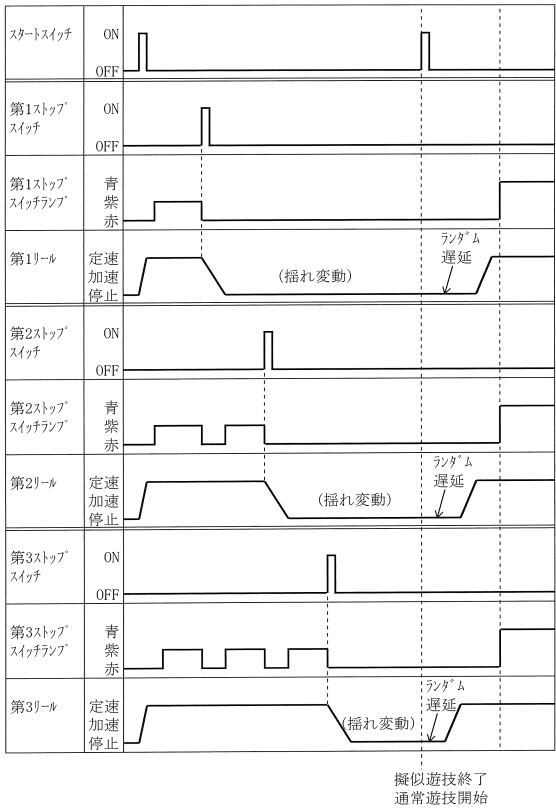 ｽﾀｰﾄｽｲｯﾁ
ON
OFF
第1ｽﾄｯﾌﾟ
ｽｲｯﾁ
ON
OFF
第1ｽﾄｯﾌﾟ
ｽｲｯﾁﾗﾝﾌﾟ
青
紫
赤
第1ﾘｰﾙ
定速
加速
停止
(揺れ変動)
ﾗﾝﾀﾞﾑ
遅延
第2ｽﾄｯﾌﾟ
ｽｲｯﾁ
ON
OFF
第2ｽﾄｯﾌﾟ
ｽｲｯﾁﾗﾝﾌﾟ
青
紫
赤
第2ﾘｰﾙ
定速
加速
停止
(揺れ変動)
ﾗﾝﾀﾞﾑ
遅延
第3ｽﾄｯﾌﾟ
ｽｲｯﾁ
ON
OFF
第3ｽﾄｯﾌﾟ
ｽｲｯﾁﾗﾝﾌﾟ
青
紫
赤
第3ﾘｰﾙ
定速
加速
停止
(揺れ変動)
ﾗﾝﾀﾞﾑ
遅延
擬似遊技終了
通常遊技開始